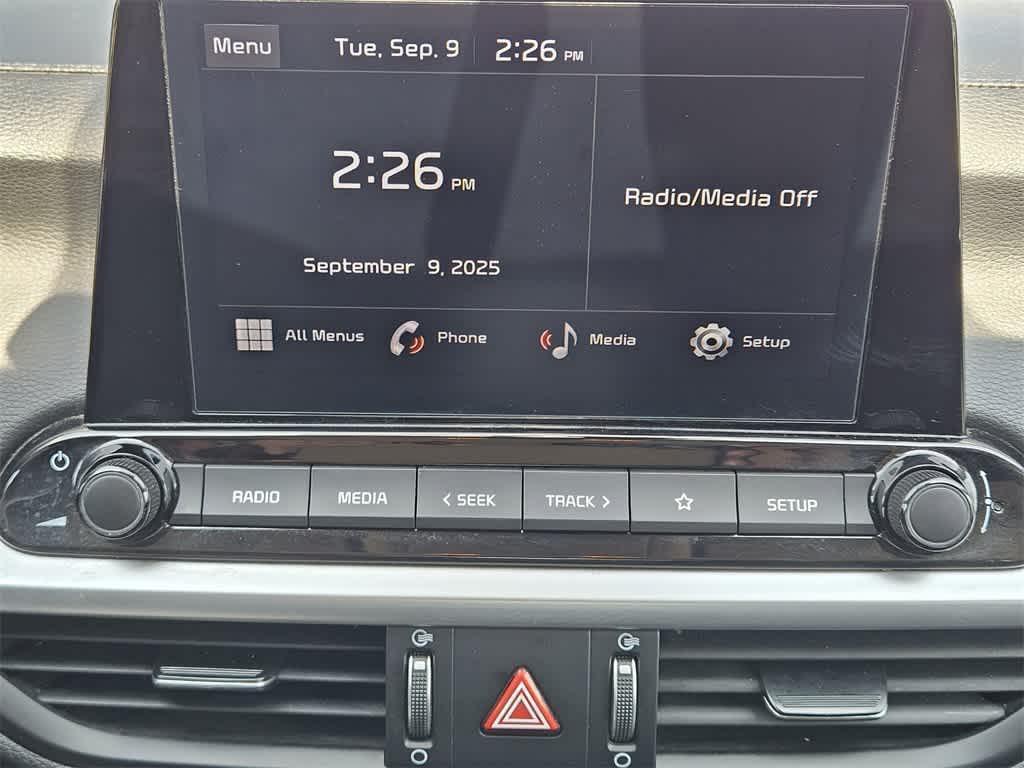 Menu Tue, Sep. 9 2:26 PM
2:26 PM
Radio/Media Off
September 9, 2025
All Menus Phone Media Setup
RADIO MEDIA < SEEK TRACK > SETUP